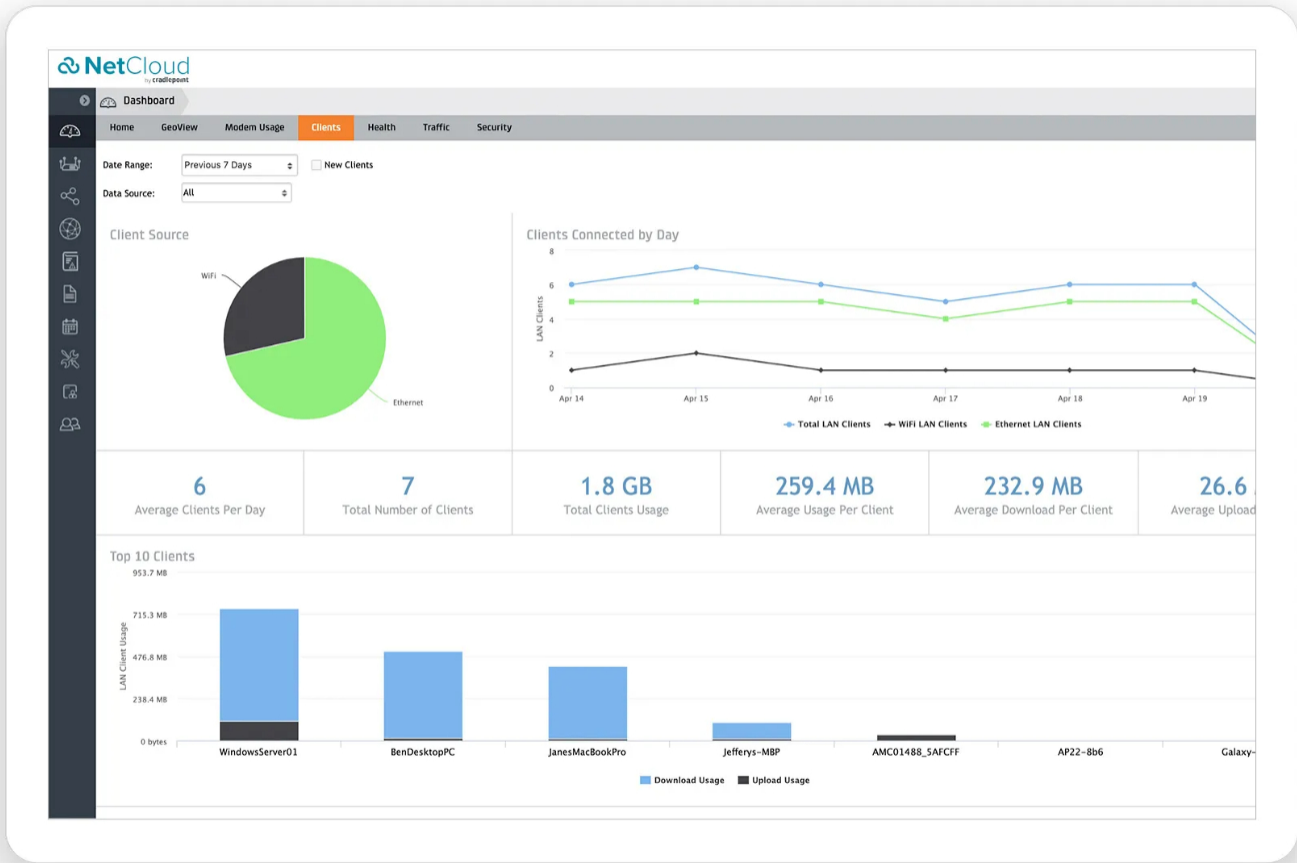 NetCloud
by cradlepoint
Dashboard
Home GeoView Modem Usage Clients Health Traffic Security
Date Range: Previous 7 Days New Clients
Data Source: All
Client Source
WiFi
Ethernet
Clients Connected by Day
8
6
4
2
0
LAN Clients
Apr 14 Apr 15 Apr 16 Apr 17 Apr 18 Apr 19
Total LAN Clients WiFi LAN Clients Ethernet LAN Clients
6
Average Clients Per Day
7
Total Number of Clients
1.8 GB
Total Clients Usage
259.4 MB
Average Usage Per Client
232.9 MB
Average Download Per Client
26.6
Average Upload
Top 10 Clients
953.7 MB
715.3 MB
476.8 MB
238.4 MB
0 bytes
LAN Client Usage
WindowsServer01 BenDesktopPC JanesMacBookPro Jefferys-MBP AMC01488_5AFCFF AP22-8b6 Galaxy-
Download Usage Upload Usage